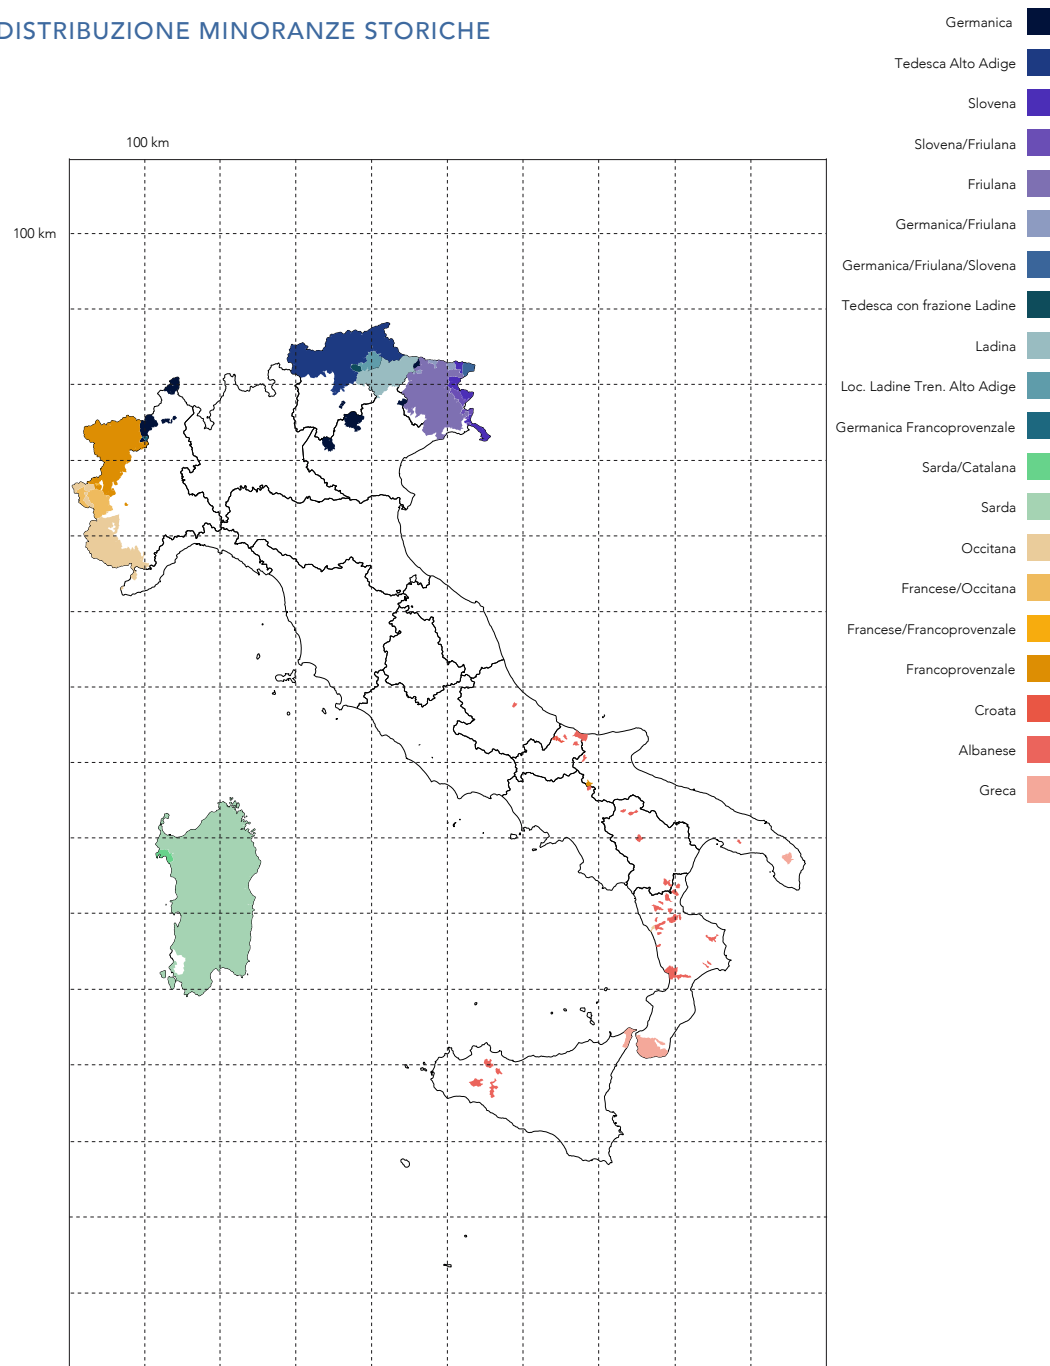 DISTRIBUZIONE MINORANZE STORICHE
100 km
100 km
Germanica
Tedesca Alto Adige
Slovena
Slovena/Friulana
Friulana
Germanica/Friulana
Germanica/Friulana/Slovena
Tedesca con frazione Ladine
Ladina
Loc. Ladine Tren. Alto Adige
Germanica Francoprovenzale
Sarda/Catalana
Sarda
Occitana
Francese/Occitana
Francese/Francoprovenzale
Francoprovenzale
Croata
Albanese
Greca